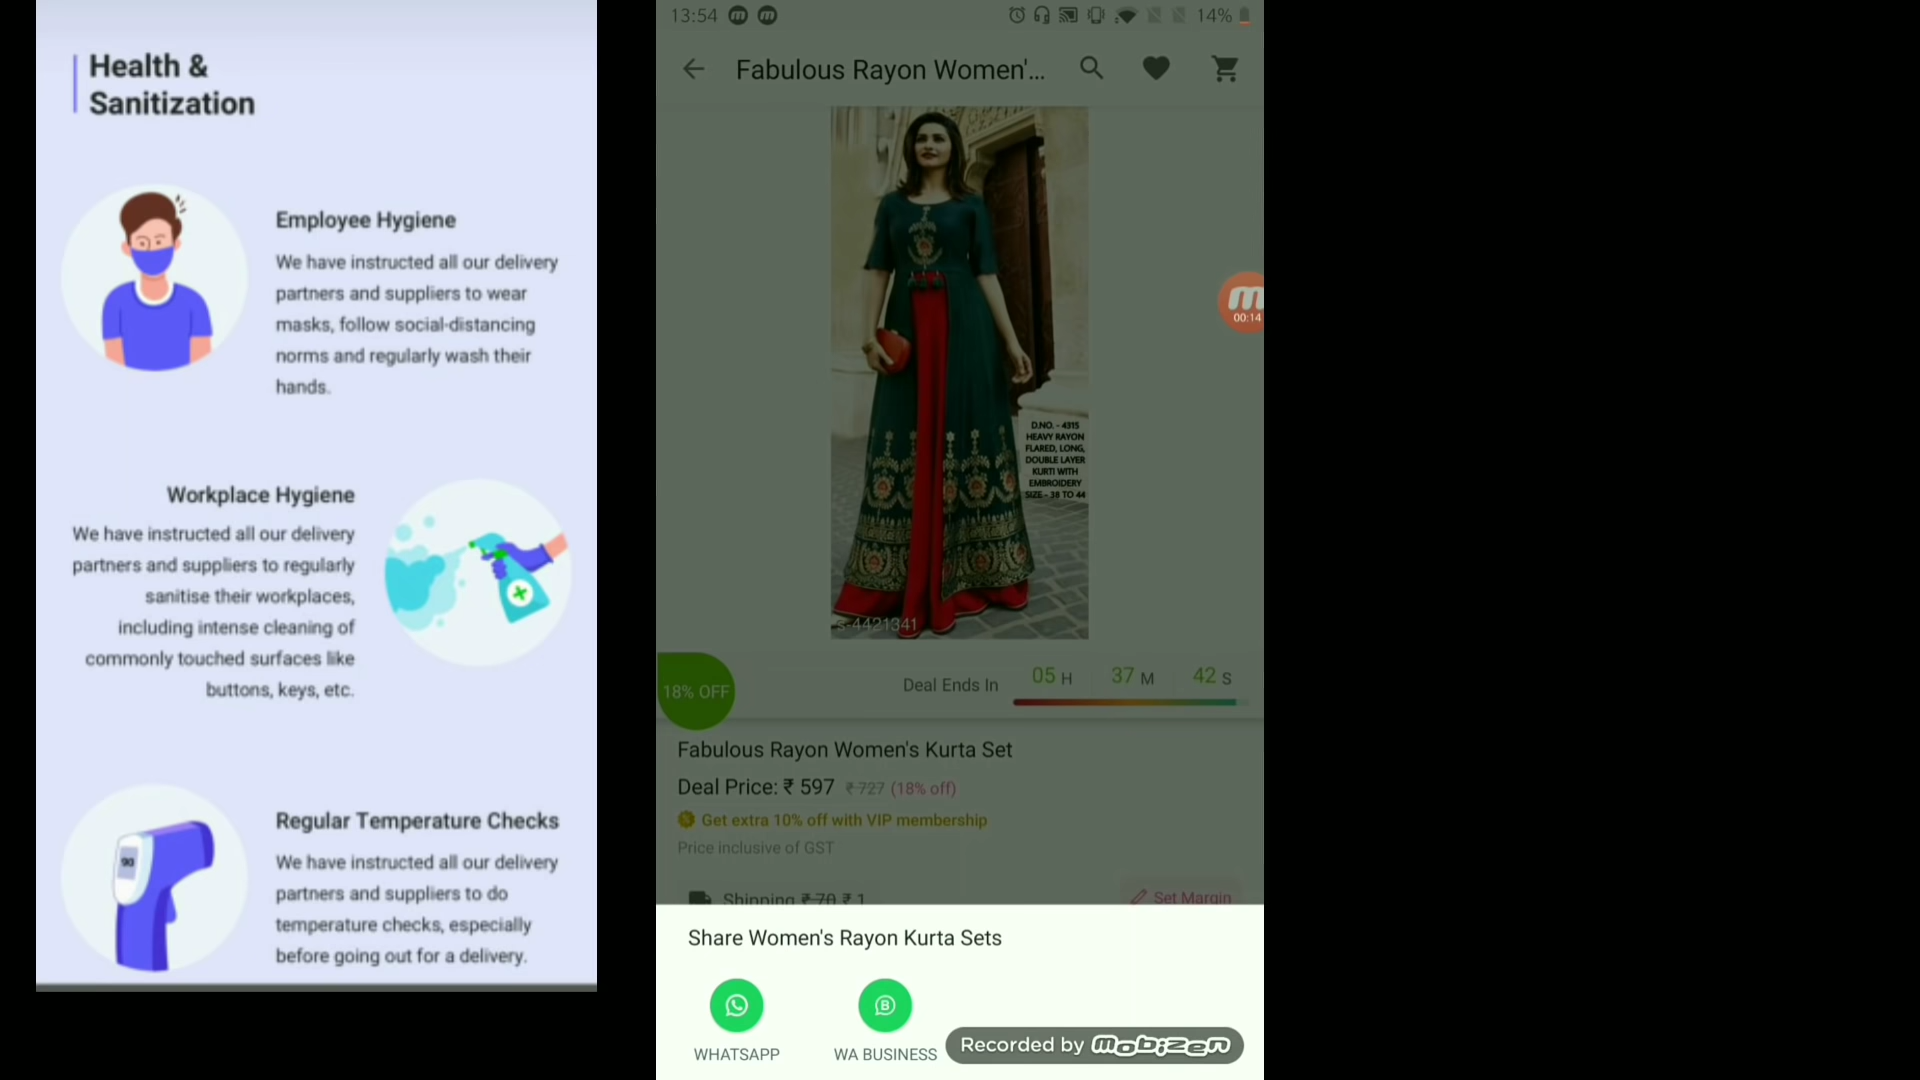 Health &
Sanitization
Employee Hygiene
We have instructed all our delivery
partners and suppliers to wear
masks, follow social-distancing
norms and regularly wash their
hands.
Workplace Hygiene
We have instructed all our delivery
partners and suppliers to regularly
sanitise their workplaces,
including intense cleaning of
commonly touched surfaces like
buttons, keys, etc.
90
Regular Temperature Checks
We have instructed all our delivery
partners and suppliers to do
temperature checks, especially
before going out for a delivery.
13:54 14%
Fabulous Rayon Women'...
00:14
D.NO. - 4315
HEAVY RAYON
FLARED, LONG,
DOUBLE LAYER
KURTI WITH
EMBROIDERY
SIZE - 38 TO 44
s-4421341
18% OFF
Deal Ends In 05 H 37 M 42 S
Fabulous Rayon Women's Kurta Set
Deal Price: ₹ 597 ₹ 727 (18% off)
Get extra 10% off with VIP membership
Price inclusive of GST
Shipping ₹ 70 ₹ 1 Set Margin
Share Women's Rayon Kurta Sets
WHATSAPP
WA BUSINESS
Recorded by mobizen